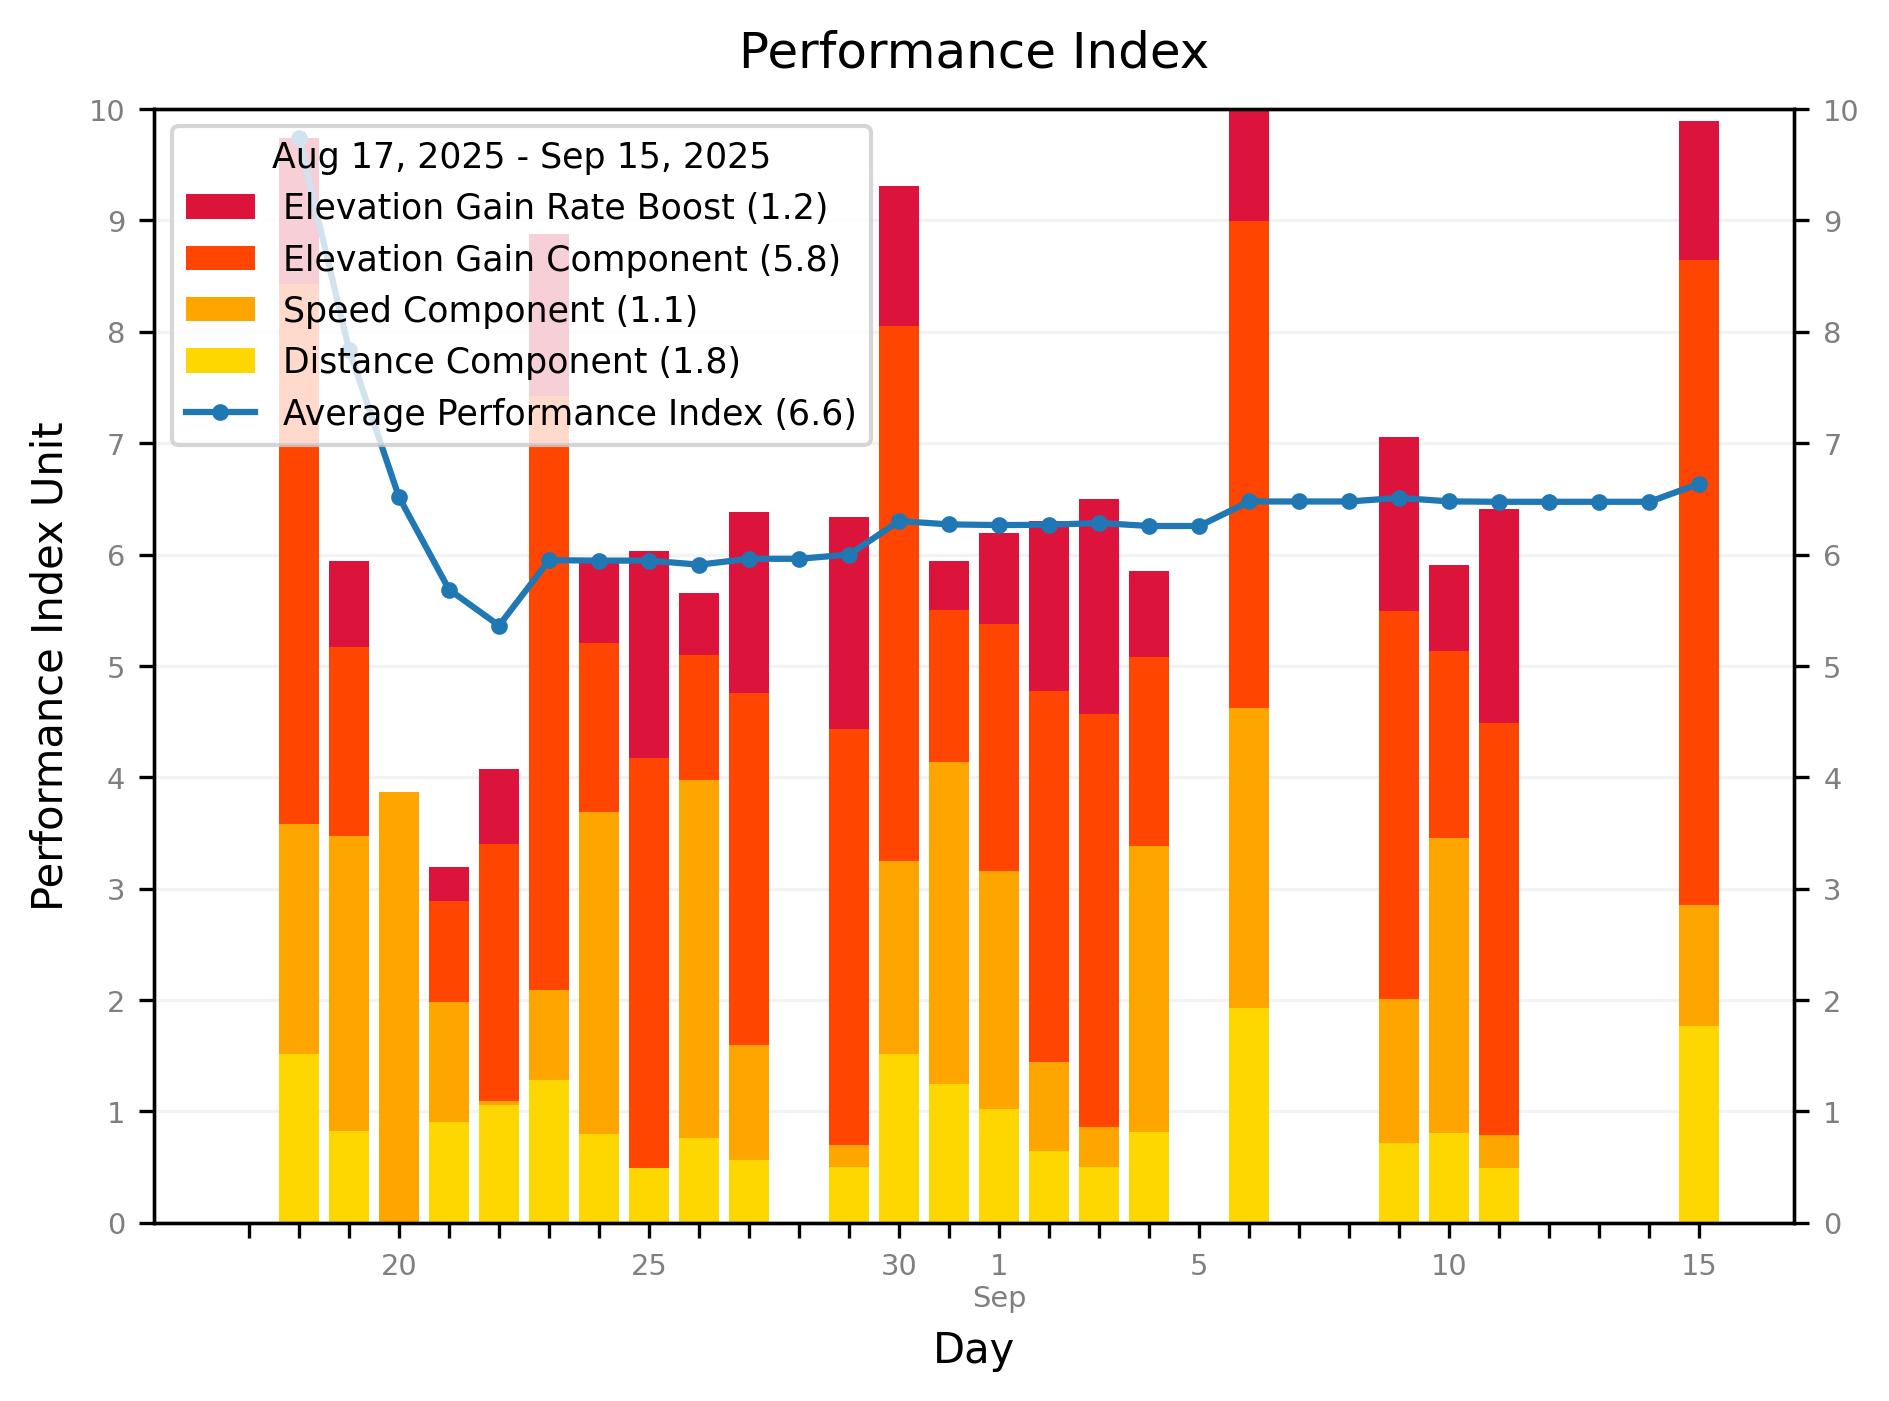 Performance Index
Aug 17, 2025 - Sep 15, 2025
Elevation Gain Rate Boost (1.2)
Elevation Gain Component (5.8)
Speed Component (1.1)
Distance Component (1.8)
Average Performance Index (6.6)
Performance Index Unit
10
9
8
7
6
5
4
3
2
1
0
10
9
8
7
6
5
4
3
2
1
0
20 25 30 1 5 10 15
Sep
Day